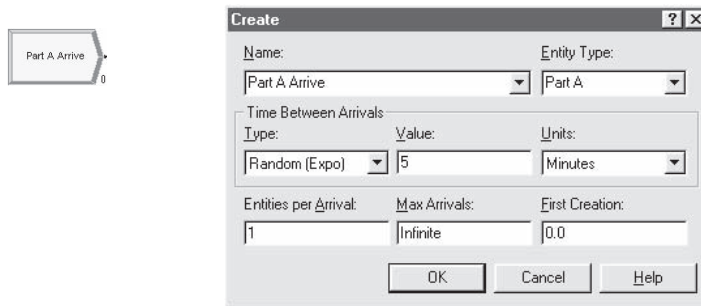 Part A Arrive
0
Create
Name:
Entity Type:
Part A Arrive
Part A
Time Between Arrivals
Type:
Value:
Units:
Random (Expo)
5
Minutes
Entities per Arrival:
Max Arrivals:
First Creation:
1
Infinite
0.0
OK
Cancel
Help